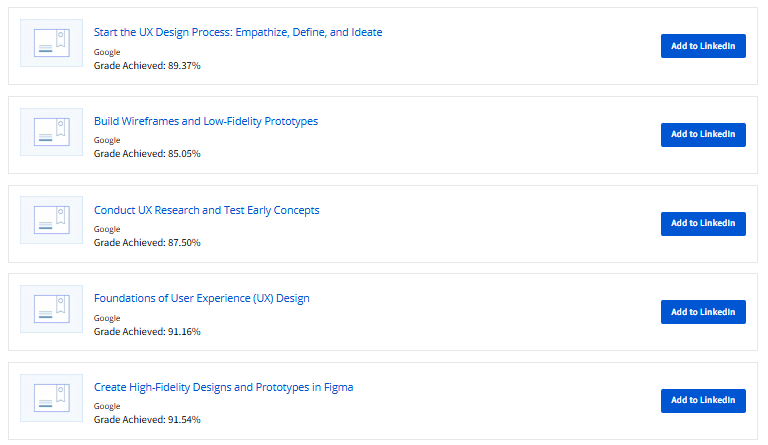 Start the UX Design Process: Empathize, Define, and Ideate
Google
Grade Achieved: 89.37%
Add to LinkedIn
Build Wireframes and Low-Fidelity Prototypes
Google
Grade Achieved: 85.05%
Add to LinkedIn
Conduct UX Research and Test Early Concepts
Google
Grade Achieved: 87.50%
Add to LinkedIn
Foundations of User Experience (UX) Design
Google
Grade Achieved: 91.16%
Add to LinkedIn
Create High-Fidelity Designs and Prototypes in Figma
Google
Grade Achieved: 91.54%
Add to LinkedIn